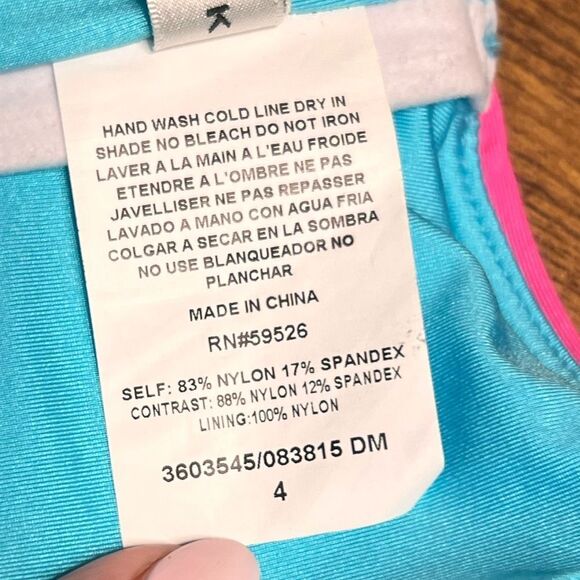 K
HAND WASH COLD LINE DRY IN
SHADE NO BLEACH DO NOT IRON
LAVER A LA MAIN A L'EAU FROIDE
ETENDRE A L'OMBRE NE PAS
JAVELLISER NE PAS REPASSER
LAVADO A MANO CON AGUA FRIA
COLGAR A SECAR EN LA SOMBRA
NO USE BLANQUEADOR NO
PLANCHAR
MADE IN CHINA
RN#59526
SELF: 83% NYLON 17% SPANDEX
CONTRAST: 88% NYLON 12% SPANDEX
LINING:100% NYLON
3603545/083815 DM
4